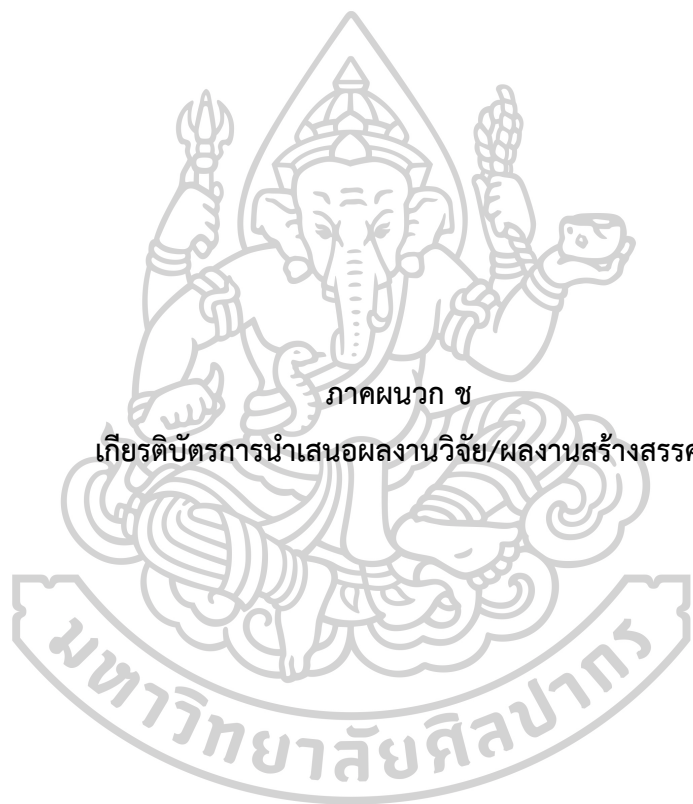 ภาคผนวก ช
เกียรติบัตรการนำเสนอผลงานวิจัย/ผลงานสร้างสรรค
มหาวิทยาลัยศิลปากร